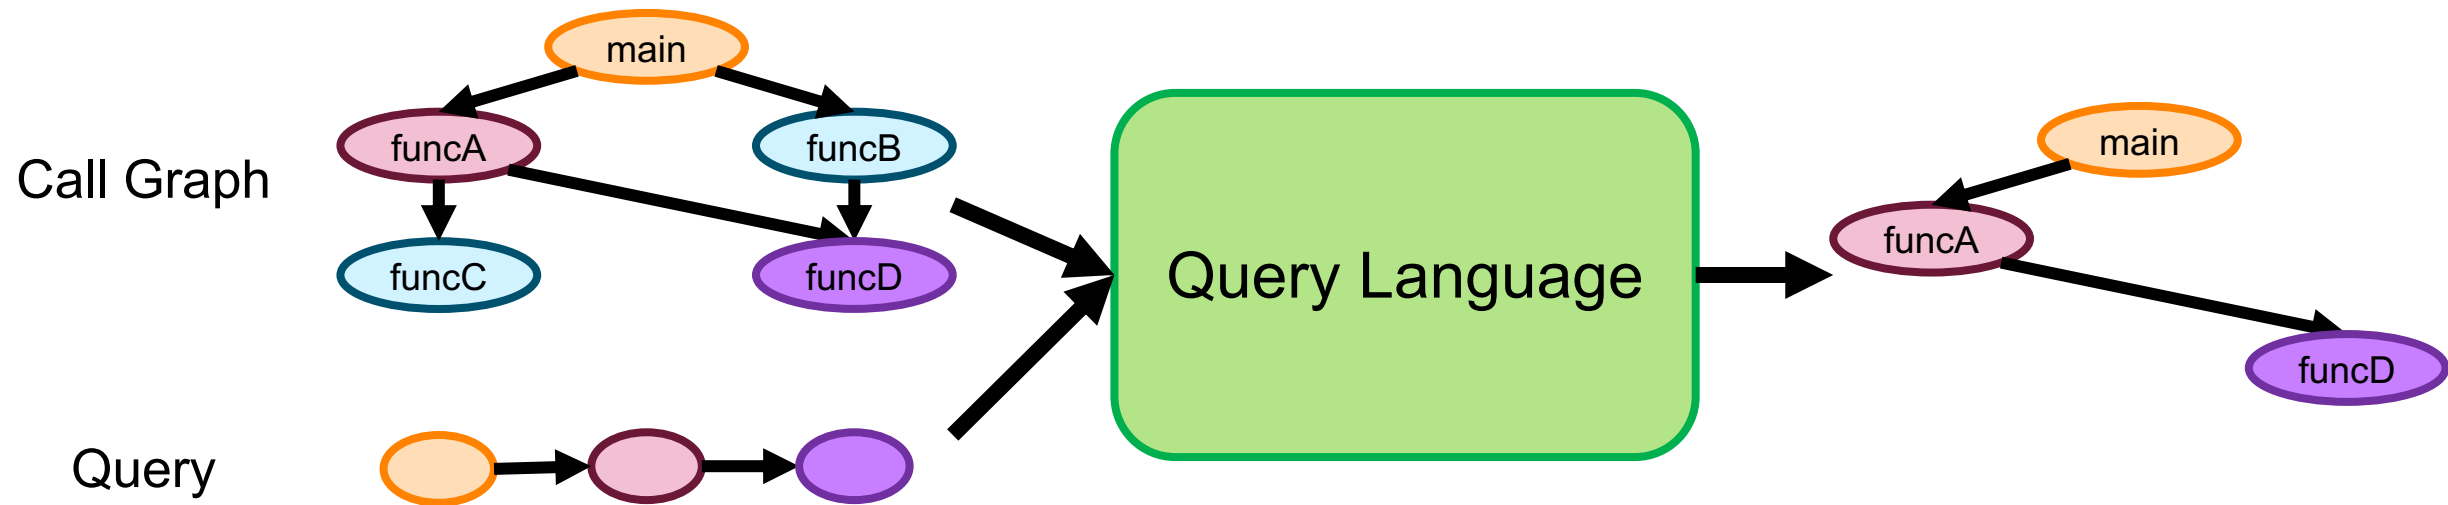 main
funcA
funcB
Call Graph
funcC
funcD
Query
Query Language
main
funcA
funcD